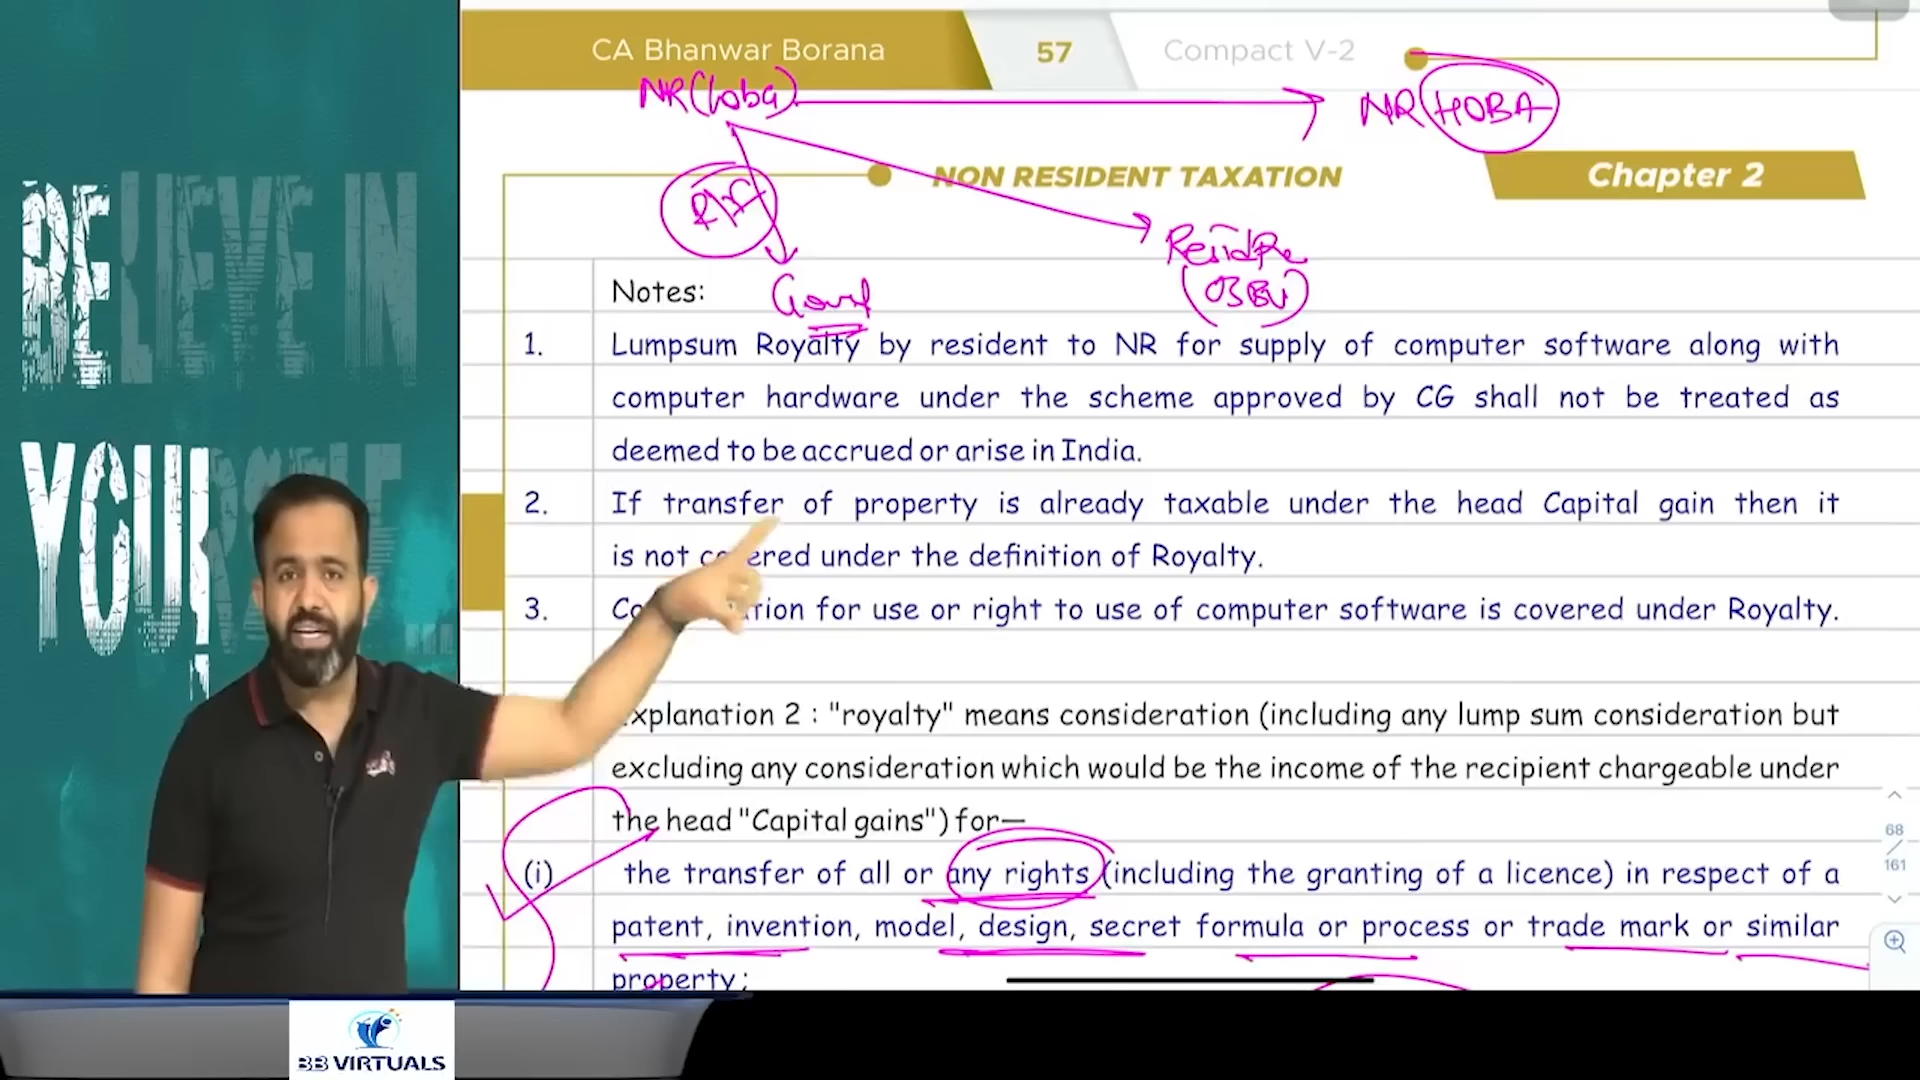 BELIEVE IN
YOURSELF...
CA Bhanwar Borana
57
Compact V-2
NR(Loba)
NR(HOBA)
NON RESIDENT TAXATION
Chapter 2
Govt
Notes:
1. Lumpsum Royalty by resident to NR for supply of computer software along with
computer hardware under the scheme approved by CG shall not be treated as
deemed to be accrued or arise in India.
2. If transfer of property is already taxable under the head Capital gain then it
is not covered under the definition of Royalty.
3. for use or right to use of computer software is covered under Royalty.
Explanation 2 : "royalty" means consideration (including any lump sum consideration but
excluding any consideration which would be the income of the recipient chargeable under
the head "Capital gains") for—
(i) the transfer of all or any rights (including the granting of a licence) in respect of a
patent, invention, model, design, secret formula or process or trade mark or similar
property;
68
/
161
BB VIRTUALS